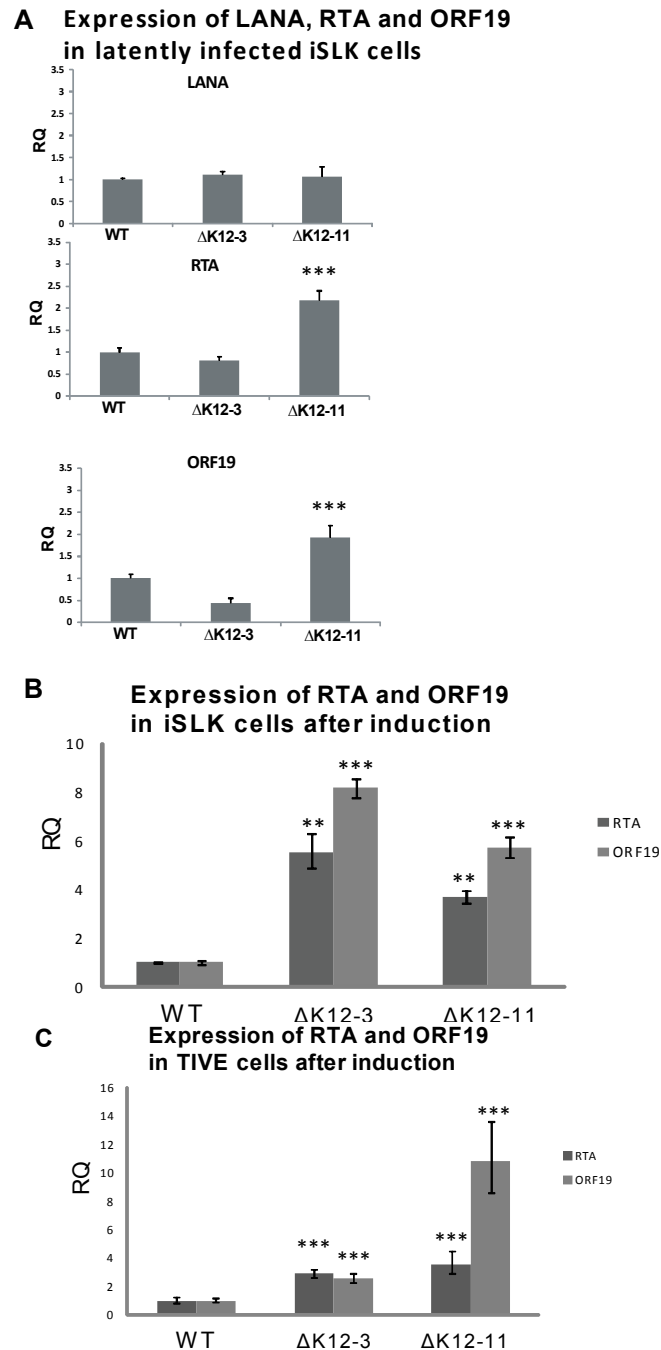 A
Expression of LANA, RTA and ORF19
in latently infected iSLK cells
LANA
RQ
3.5
3
2.5
2
1.5
1
0.5
0
WT ΔK12-3 ΔK12-11
RTA
RQ
3.5
3
2.5
2
1.5
1
0.5
0
***
WT ΔK12-3 ΔK12-11
ORF19
RQ
3.5
3
2.5
2
1.5
1
0.5
0
***
WT ΔK12-3 ΔK12-11
B
Expression of RTA and ORF19
in iSLK cells after induction
RQ
10
8
6
4
2
0
** *** ** ***
RTA
ORF19
WT ΔK12-3 ΔK12-11
C
Expression of RTA and ORF19
in TIVE cells after induction
RQ
16
14
12
10
8
6
4
2
0
*** *** *** ***
RTA
ORF19
WT ΔK12-3 ΔK12-11